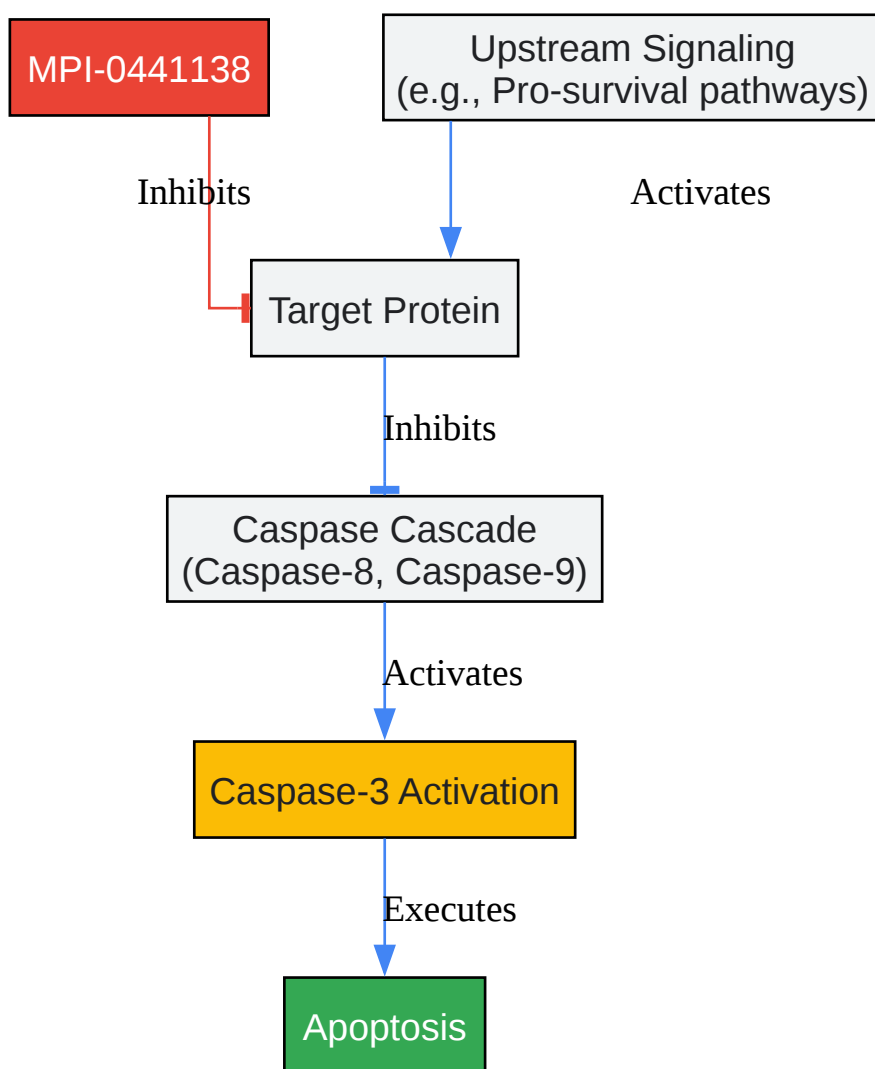 MPI-0441138
Upstream Signaling
(e.g., Pro-survival pathways)
Inhibits
Activates
Target Protein
Inhibits
Caspase Cascade
(Caspase-8, Caspase-9)
Activates
Caspase-3 Activation
Executes
Apoptosis